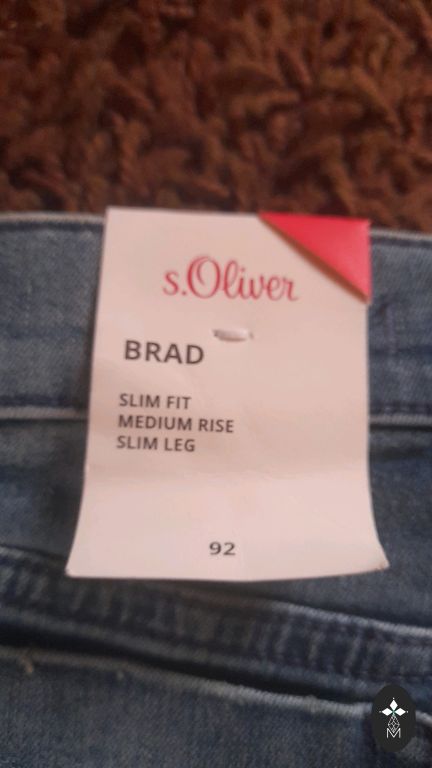 s.Oliver
BRAD
SLIM FIT
MEDIUM RISE
SLIM LEG
92
M